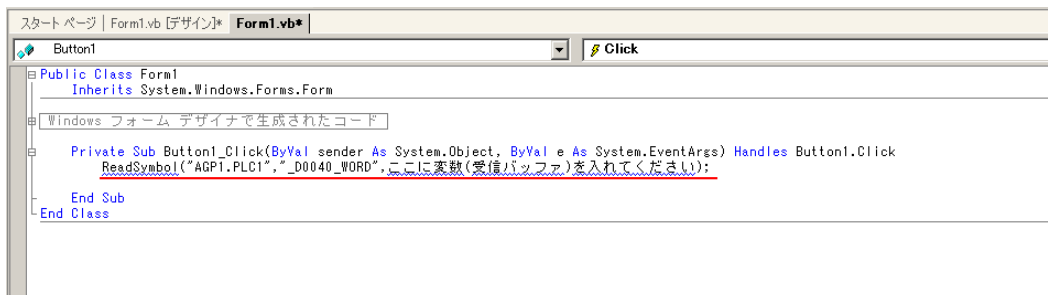 スタート ページ | Form1.vb [デザイン]* Form1.vb*
Button1 Click
Public Class Form1
Inherits System.Windows.Forms.Form
Windows フォーム デザイナで生成されたコード
Private Sub Button1_Click(ByVal sender As System.Object, ByVal e As System.EventArgs) Handles Button1.Click
ReadSymbol("AGP1.PLC1","_D0040_WORD",ここに変数(受信バッファ)を入れてください);
End Sub
End Class